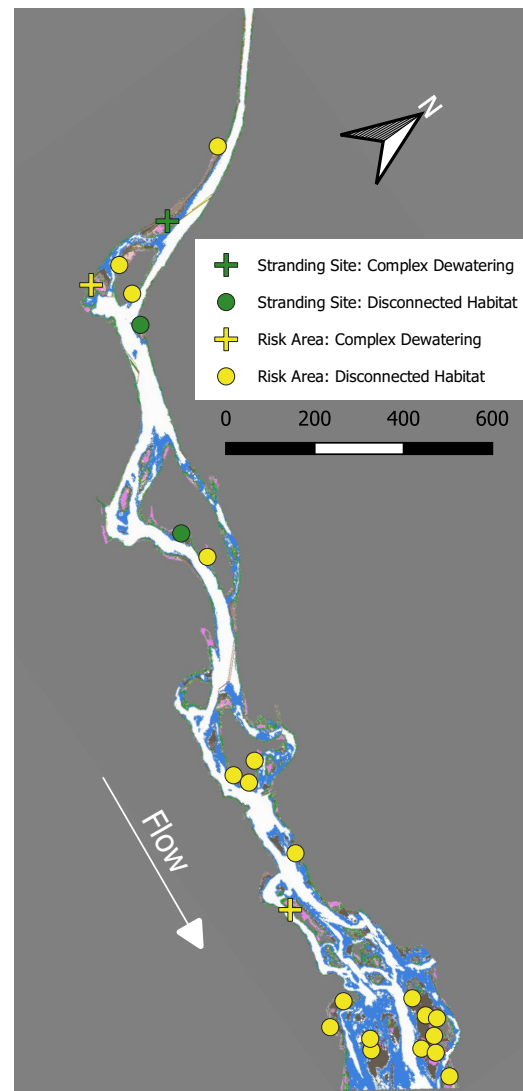 N
Stranding Site: Complex Dewatering
Stranding Site: Disconnected Habitat
Risk Area: Complex Dewatering
Risk Area: Disconnected Habitat
0 200 400 600
Flow